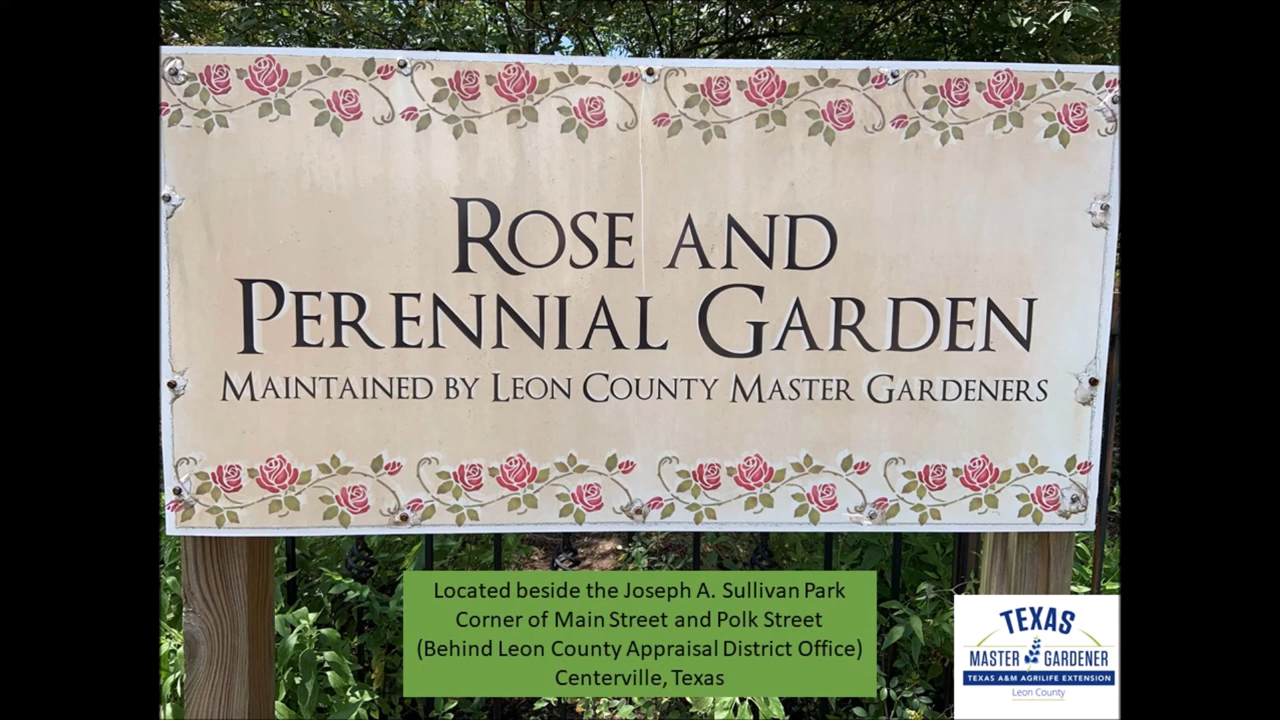 ROSE AND
PERENNIAL GARDEN
MAINTAINED BY LEON COUNTY MASTER GARDENERS
Located beside the Joseph A. Sullivan Park
Corner of Main Street and Polk Street
(Behind Leon County Appraisal District Office)
Centerville, Texas
TEXAS
MASTER GARDENER
TEXAS A&M AGRILIFE EXTENSION
Leon County